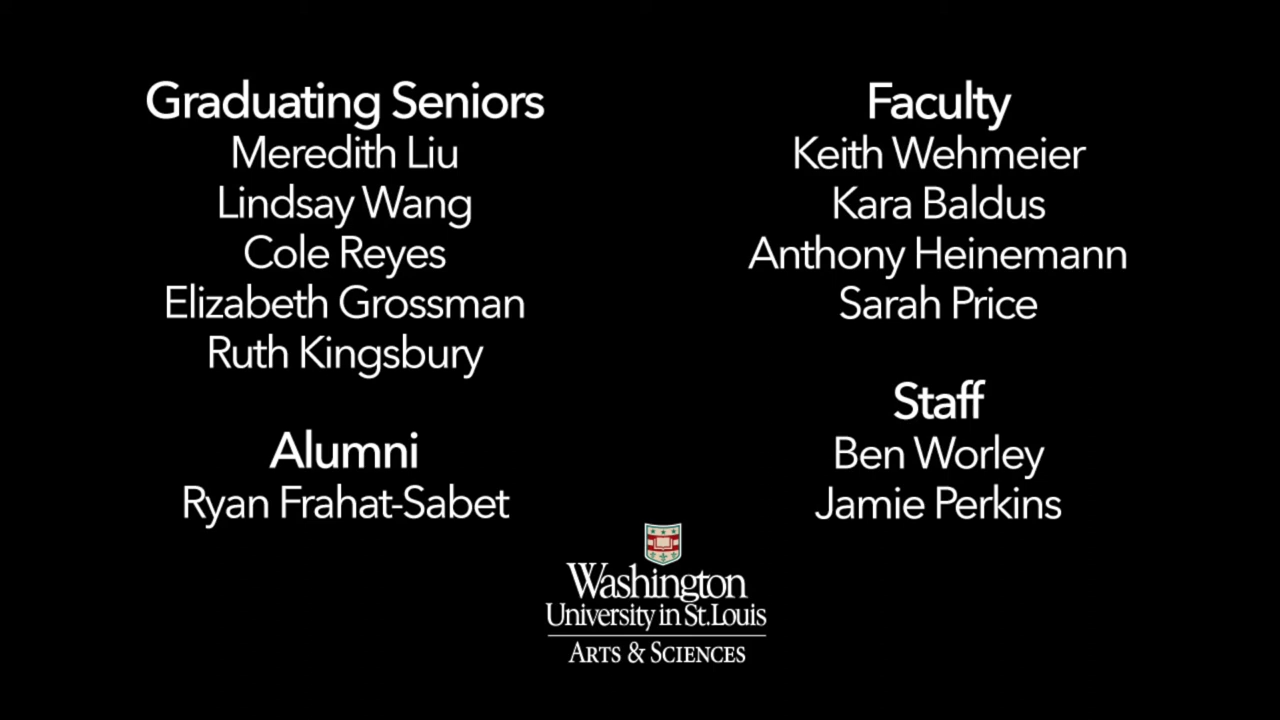 Graduating Seniors
Meredith Liu
Lindsay Wang
Cole Reyes
Elizabeth Grossman
Ruth Kingsbury
Alumni
Ryan Frahat-Sabet
Faculty
Keith Wehmeier
Kara Baldus
Anthony Heinemann
Sarah Price
Staff
Ben Worley
Jamie Perkins
Washington
University in St. Louis
ARTS & SCIENCES